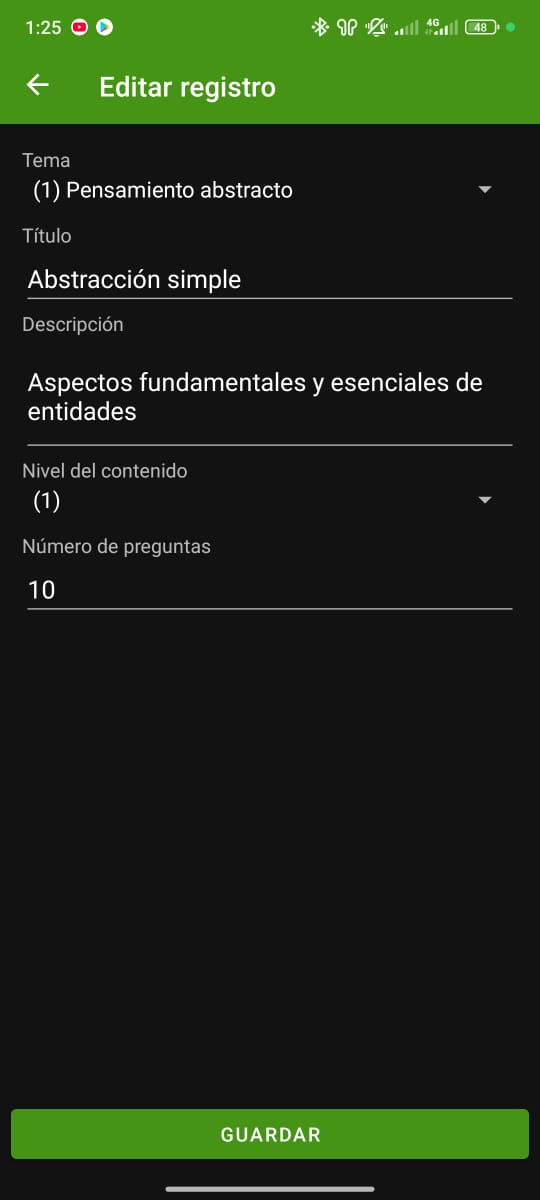 1:25 4G 48
Editar registro
Tema
(1) Pensamiento abstracto
Título
Abstracción simple
Descripción
Aspectos fundamentales y esenciales de
entidades
Nivel del contenido
(1)
Número de preguntas
10
GUARDAR